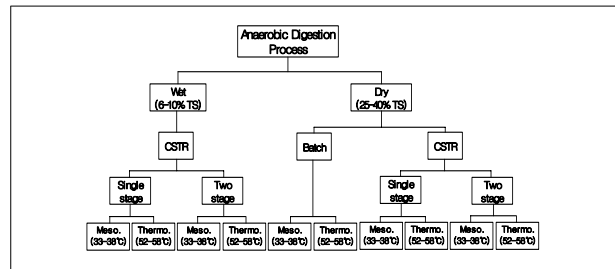 Anaerobic Digestion
Process
Wet
(6-10% TS)
Dry
(25-40% TS)
CSTR
Batch
CSTR
Single
stage
Two
stage
Single
stage
Two
stage
Meso.
(33-38℃)
Thermo.
(52-58℃)
Meso.
(33-38℃)
Thermo.
(52-58℃)
Meso.
(33-38℃)
Thermo.
(52-58℃)
Meso.
(33-38℃)
Thermo.
(52-58℃)
Meso.
(33-38℃)
Thermo.
(52-58℃)